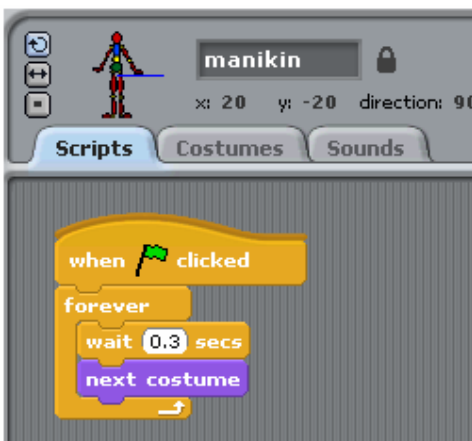 manikin
x: 20 y: -20 direction: 90
Scripts Costumes Sounds
when clicked
forever
wait 0.3 secs
next costume